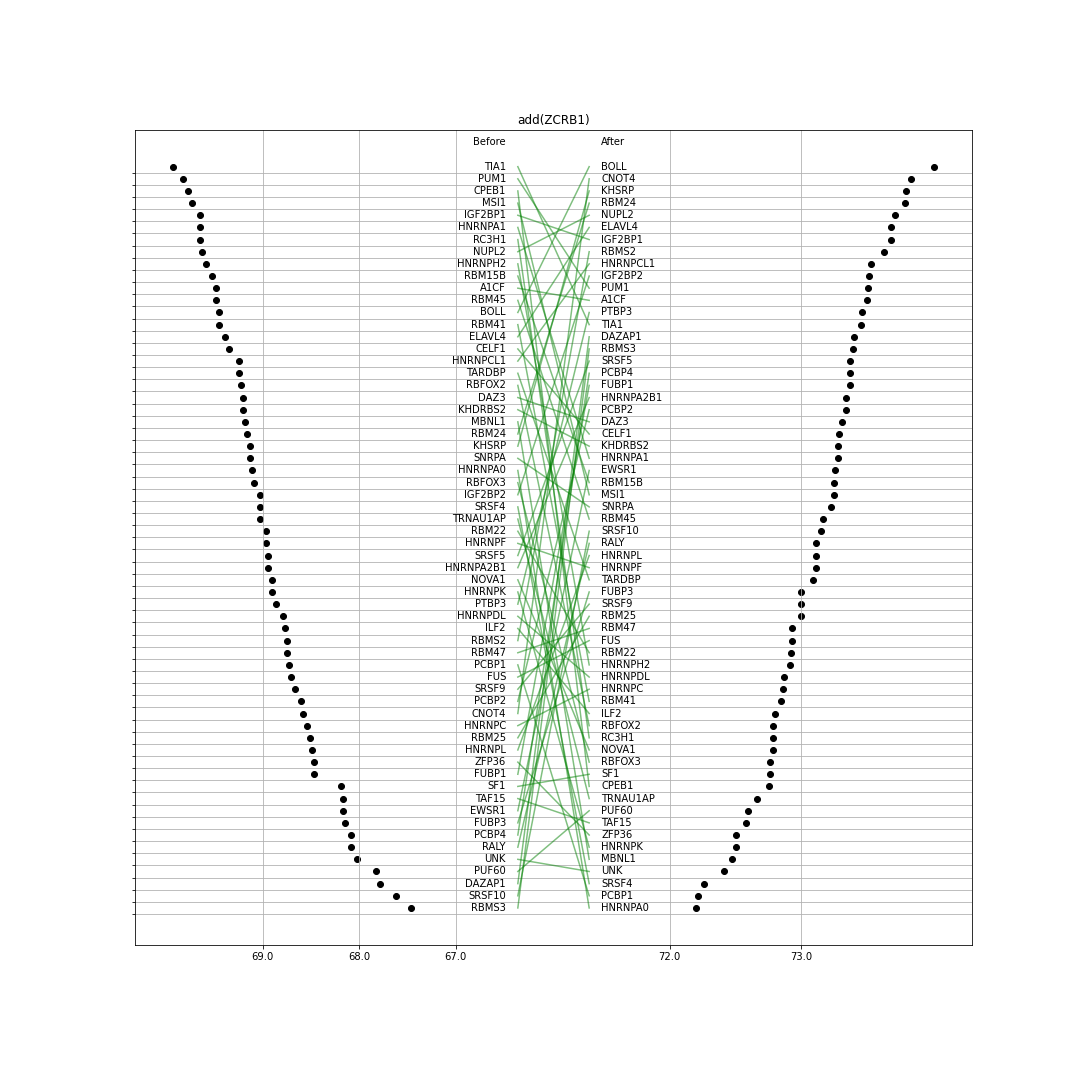 add(ZCRB1)
Before After
TIA1 BOLL
PUM1 CNOT4
CPEB1 KHSRP
MSI1 RBM24
IGF2BP1 NUPL2
HNRNPA1 ELAVL4
RC3H1 IGF2BP1
NUPL2 RBMS2
HNRNPH2 HNRNPCL1
RBM15B IGF2BP2
A1CF PUM1
RBM45 A1CF
BOLL PTBP3
RBM41 TIA1
ELAVL4 DAZAP1
CELF1 RBMS3
HNRNPCL1 SRSF5
TARDBP PCBP4
RBFOX2 FUBP1
DAZ3 HNRNPA2B1
KHDRBS2 PCBP2
MBNL1 DAZ3
RBM24 CELF1
KHSRP KHDRBS2
SNRPA HNRNPA1
HNRNPA0 EWSR1
RBFOX3 RBM15B
IGF2BP2 MSI1
SRSF4 SNRPA
TRNAU1AP RBM45
RBM22 SRSF10
HNRNPF RALY
SRSF5 HNRNPL
HNRNPA2B1 HNRNPF
NOVA1 TARDBP
HNRNPK FUBP3
PTBP3 SRSF9
HNRNPDL RBM25
ILF2 RBM47
RBMS2 FUS
RBM47 RBM22
PCBP1 HNRNPH2
FUS HNRNPDL
SRSF9 HNRNPC
PCBP2 RBM41
CNOT4 ILF2
HNRNPC RBFOX2
RBM25 RC3H1
HNRNPL NOVA1
ZFP36 RBFOX3
FUBP1 SF1
SF1 CPEB1
TAF15 TRNAU1AP
EWSR1 PUF60
FUBP3 TAF15
PCBP4 ZFP36
RALY HNRNPK
UNK MBNL1
PUF60 UNK
DAZAP1 SRSF4
SRSF10 PCBP1
RBMS3 HNRNPA0
69.0 68.0 67.0 72.0 73.0